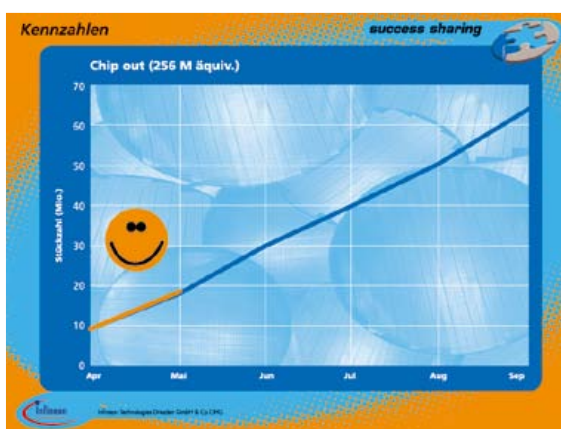 Kennzahlen
success sharing
Chip out (256 M äquiv.)
Stückzahl (Mio.)
70
60
50
40
30
20
10
0
Apr
Mai
Jun
Jul
Aug
Sep
Infineon
Infineon Technologies Dresden GmbH & Co OHG